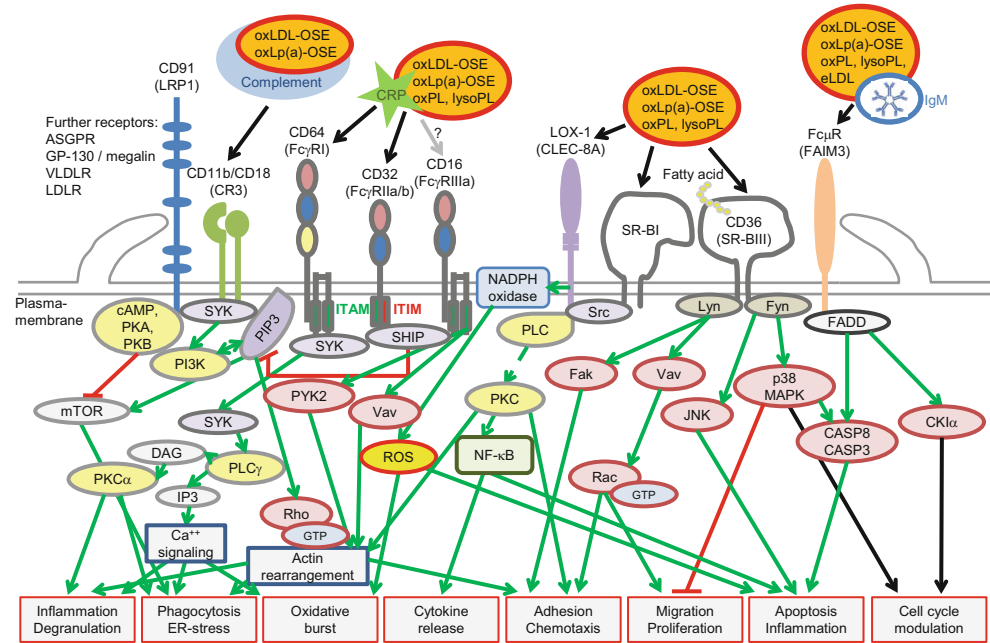 oxLDL-OSE
oxLp(a)-OSE
Complement
CRP
oxLDL-OSE
oxLp(a)-OSE
oxPL, lysoPL
?
oxLDL-OSE
oxLp(a)-OSE
oxPL, lysoPL
oxLDL-OSE
oxLp(a)-OSE
oxPL, lysoPL,
eLDL
IgM
CD91
(LRP1)
Further receptors:
ASGPR
GP-130 / megalin
VLDLR
LDLR
CD11b/CD18
(CR3)
CD64
(FcγRI)
CD32
(FcγRIIa/b)
CD16
(FcγRIIIa)
LOX-1
(CLEC-8A)
SR-BI
Fatty acid
CD36
(SR-BIII)
FcμR
(FAIM3)
Plasma-
membrane
cAMP,
PKA,
PKB
SYK
PIP3
PI3K
ITAM
ITIM
SYK
SHIP
NADPH
oxidase
PLC
Src
Lyn
Fyn
FADD
mTOR
SYK
PYK2
Vav
PKC
Fak
Vav
JNK
p38
MAPK
CKIα
CASP8
CASP3
DAG
PLCγ
PKCα
IP3
ROS
NF-κB
Rac
GTP
Rho
GTP
Ca⁺⁺
signaling
Actin
rearrangement
Inflammation
Degranulation
Phagocytosis
ER-stress
Oxidative
burst
Cytokine
release
Adhesion
Chemotaxis
Migration
Proliferation
Apoptosis
Inflammation
Cell cycle
modulation